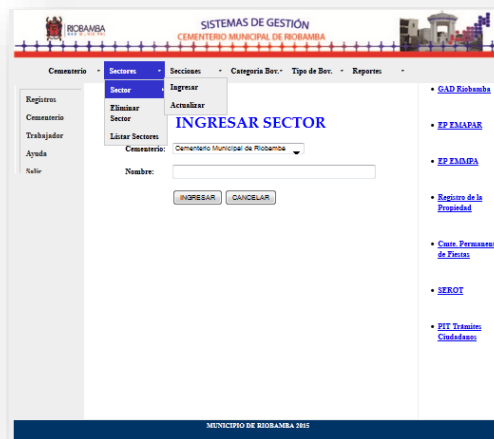 RIOBAMBA
SISTEMAS DE GESTIÓN
CEMENTERIO MUNICIPAL DE RIOBAMBA
Cementerio Sectores Secciones Categoria Bov. Tipo de Bov. Reportes
Sector
Eliminar Sector
Listar Sectores
Ingresar
Actualizar
Registros
Cementerio
Trabajador
Ayuda
Salir
INGRESAR SECTOR
Cementerio: Cementerio Municipal de Riobamba
Nombre:
INGRESAR CANCELAR
GAD Riobamba
EP EMAPAR
EP EMMPA
Registro de la
Propiedad
Cmte. Permanent
de Fiestas
SEROT
PIT Trámites
Ciudadanos
MUNICIPIO DE RIOBAMBA 2015